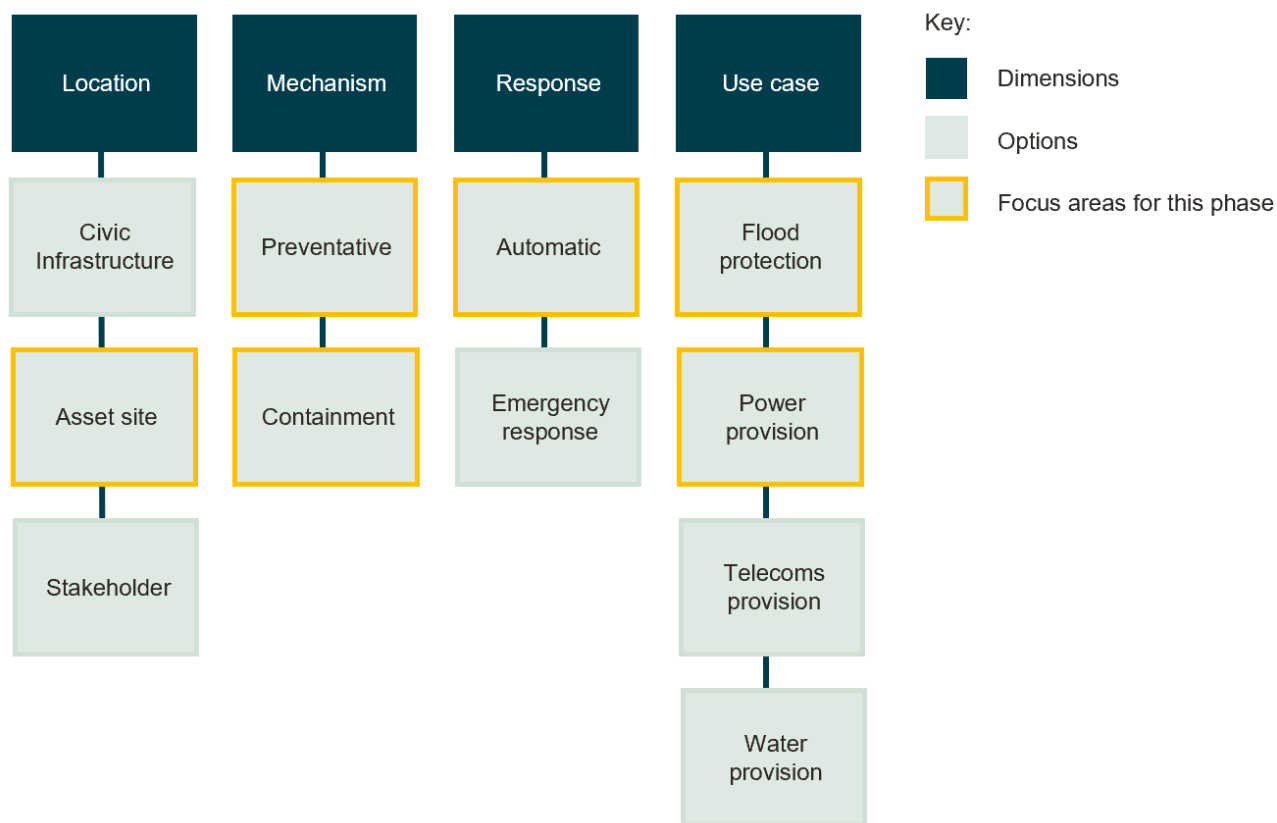 Location
Mechanism
Response
Use case
Key:
Dimensions
Options
Focus areas for this phase
Civic
Infrastructure
Preventative
Automatic
Flood
protection
Asset site
Containment
Emergency
response
Power
provision
Stakeholder
Telecoms
provision
Water
provision